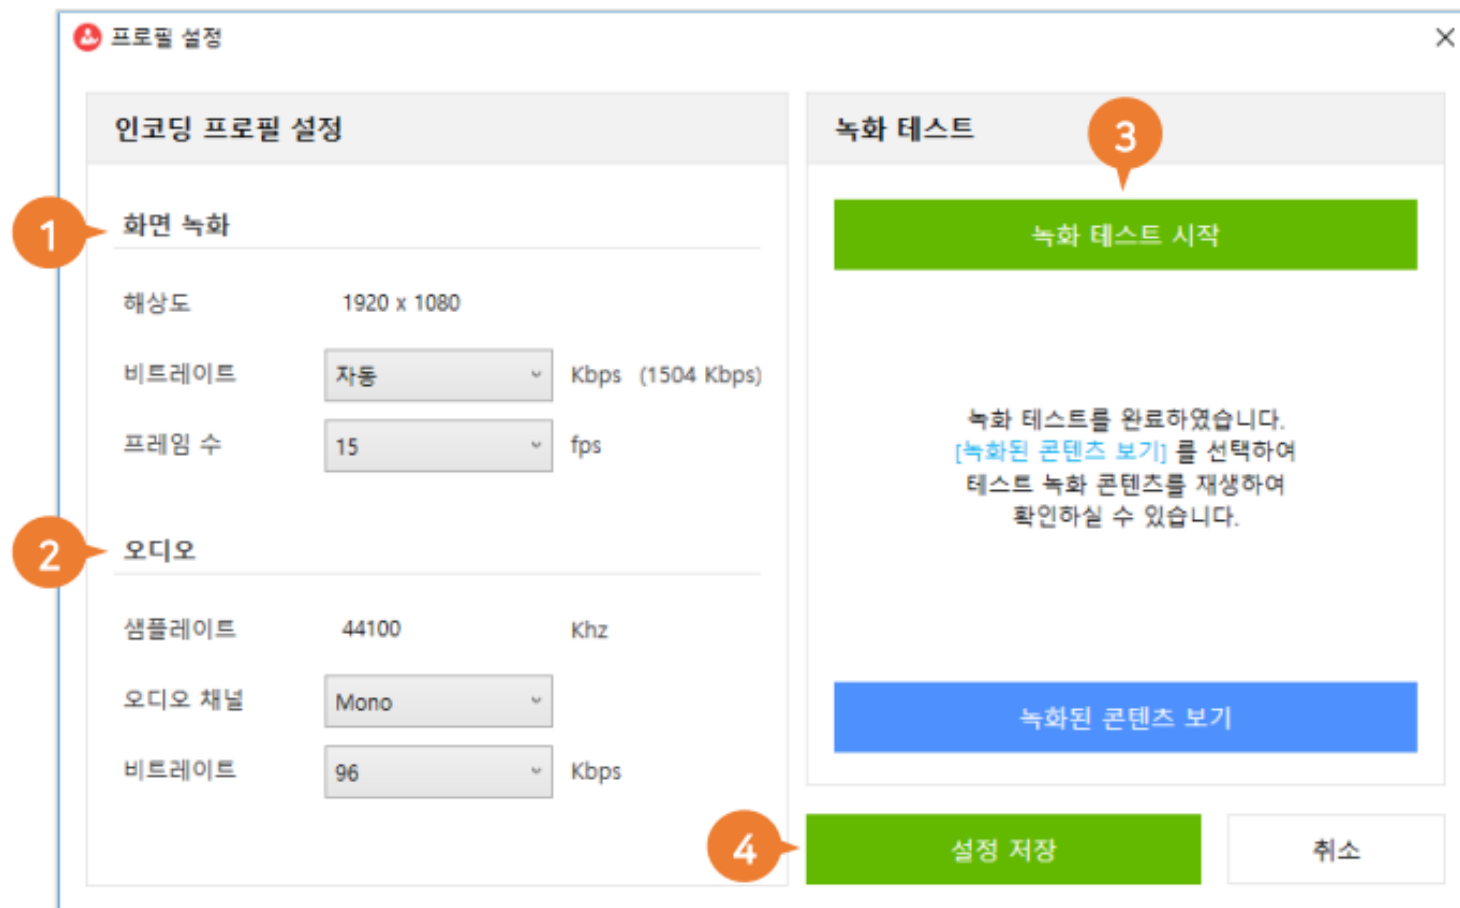 프로필 설정
인코딩 프로필 설정
1
화면 녹화
해상도 1920 x 1080
비트레이트 자동 Kbps (1504 Kbps)
프레임 수 15 fps
2
오디오
샘플레이트 44100 Khz
오디오 채널 Mono
비트레이트 96 Kbps
녹화 테스트
3
녹화 테스트 시작
녹화 테스트를 완료하였습니다.
[녹화된 콘텐츠 보기] 를 선택하여
테스트 녹화 콘텐츠를 재생하여
확인하실 수 있습니다.
녹화된 콘텐츠 보기
4
설정 저장
취소